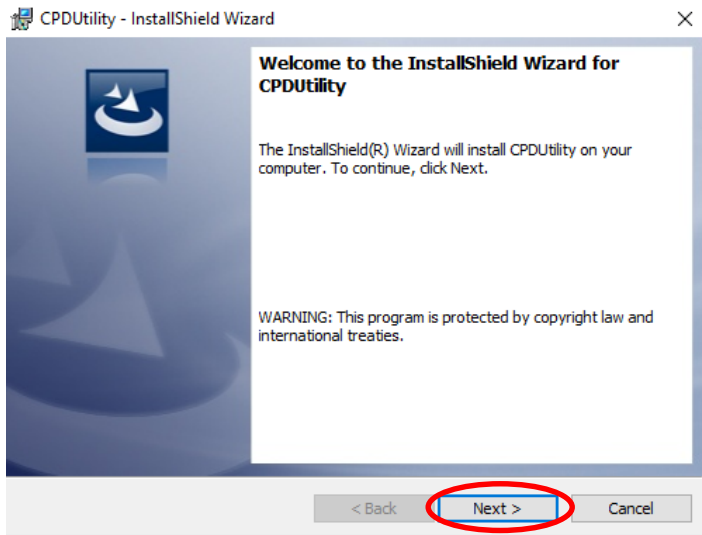 CPDUtility - InstallShield Wizard
Welcome to the InstallShield Wizard for
CPDUtility
The InstallShield(R) Wizard will install CPDUtility on your
computer. To continue, click Next.
WARNING: This program is protected by copyright law and
international treaties.
< Back
Next >
Cancel